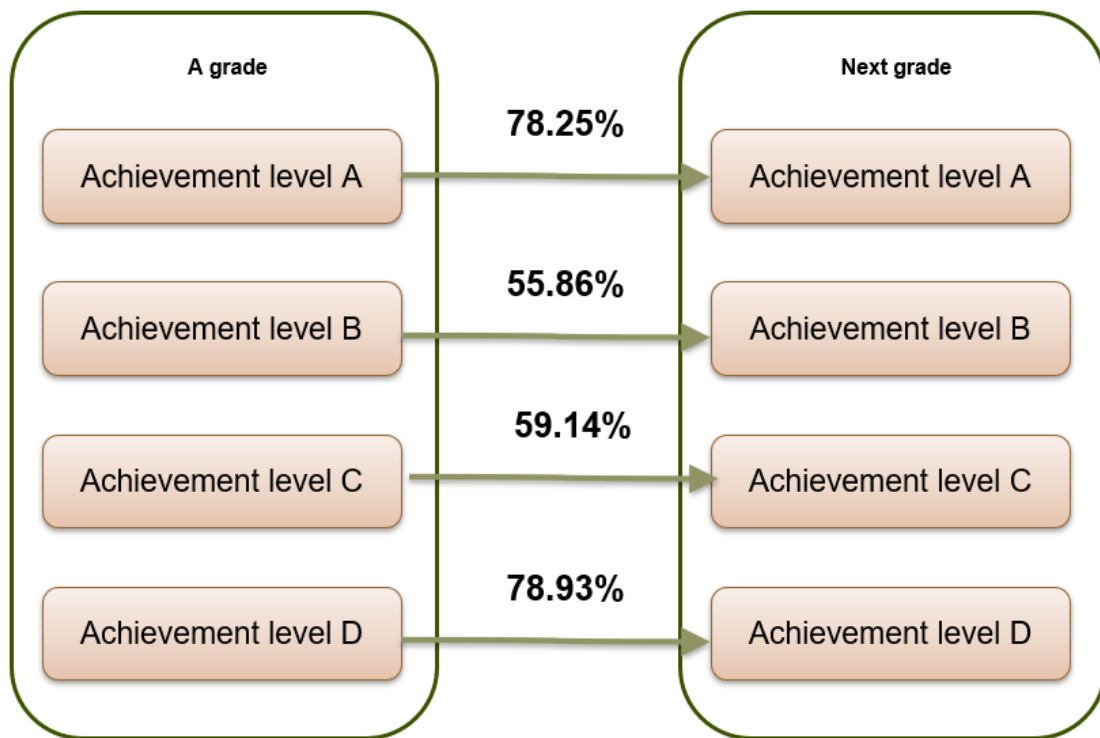 A grade
Next grade
78.25%
Achievement level A
Achievement level A
55.86%
Achievement level B
Achievement level B
59.14%
Achievement level C
Achievement level C
78.93%
Achievement level D
Achievement level D